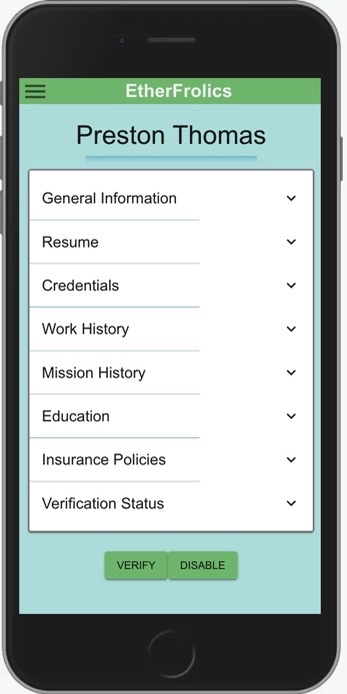 EtherFrolics
Preston Thomas
General Information
Resume
Credentials
Work History
Mission History
Education
Insurance Policies
Verification Status
VERIFY DISABLE